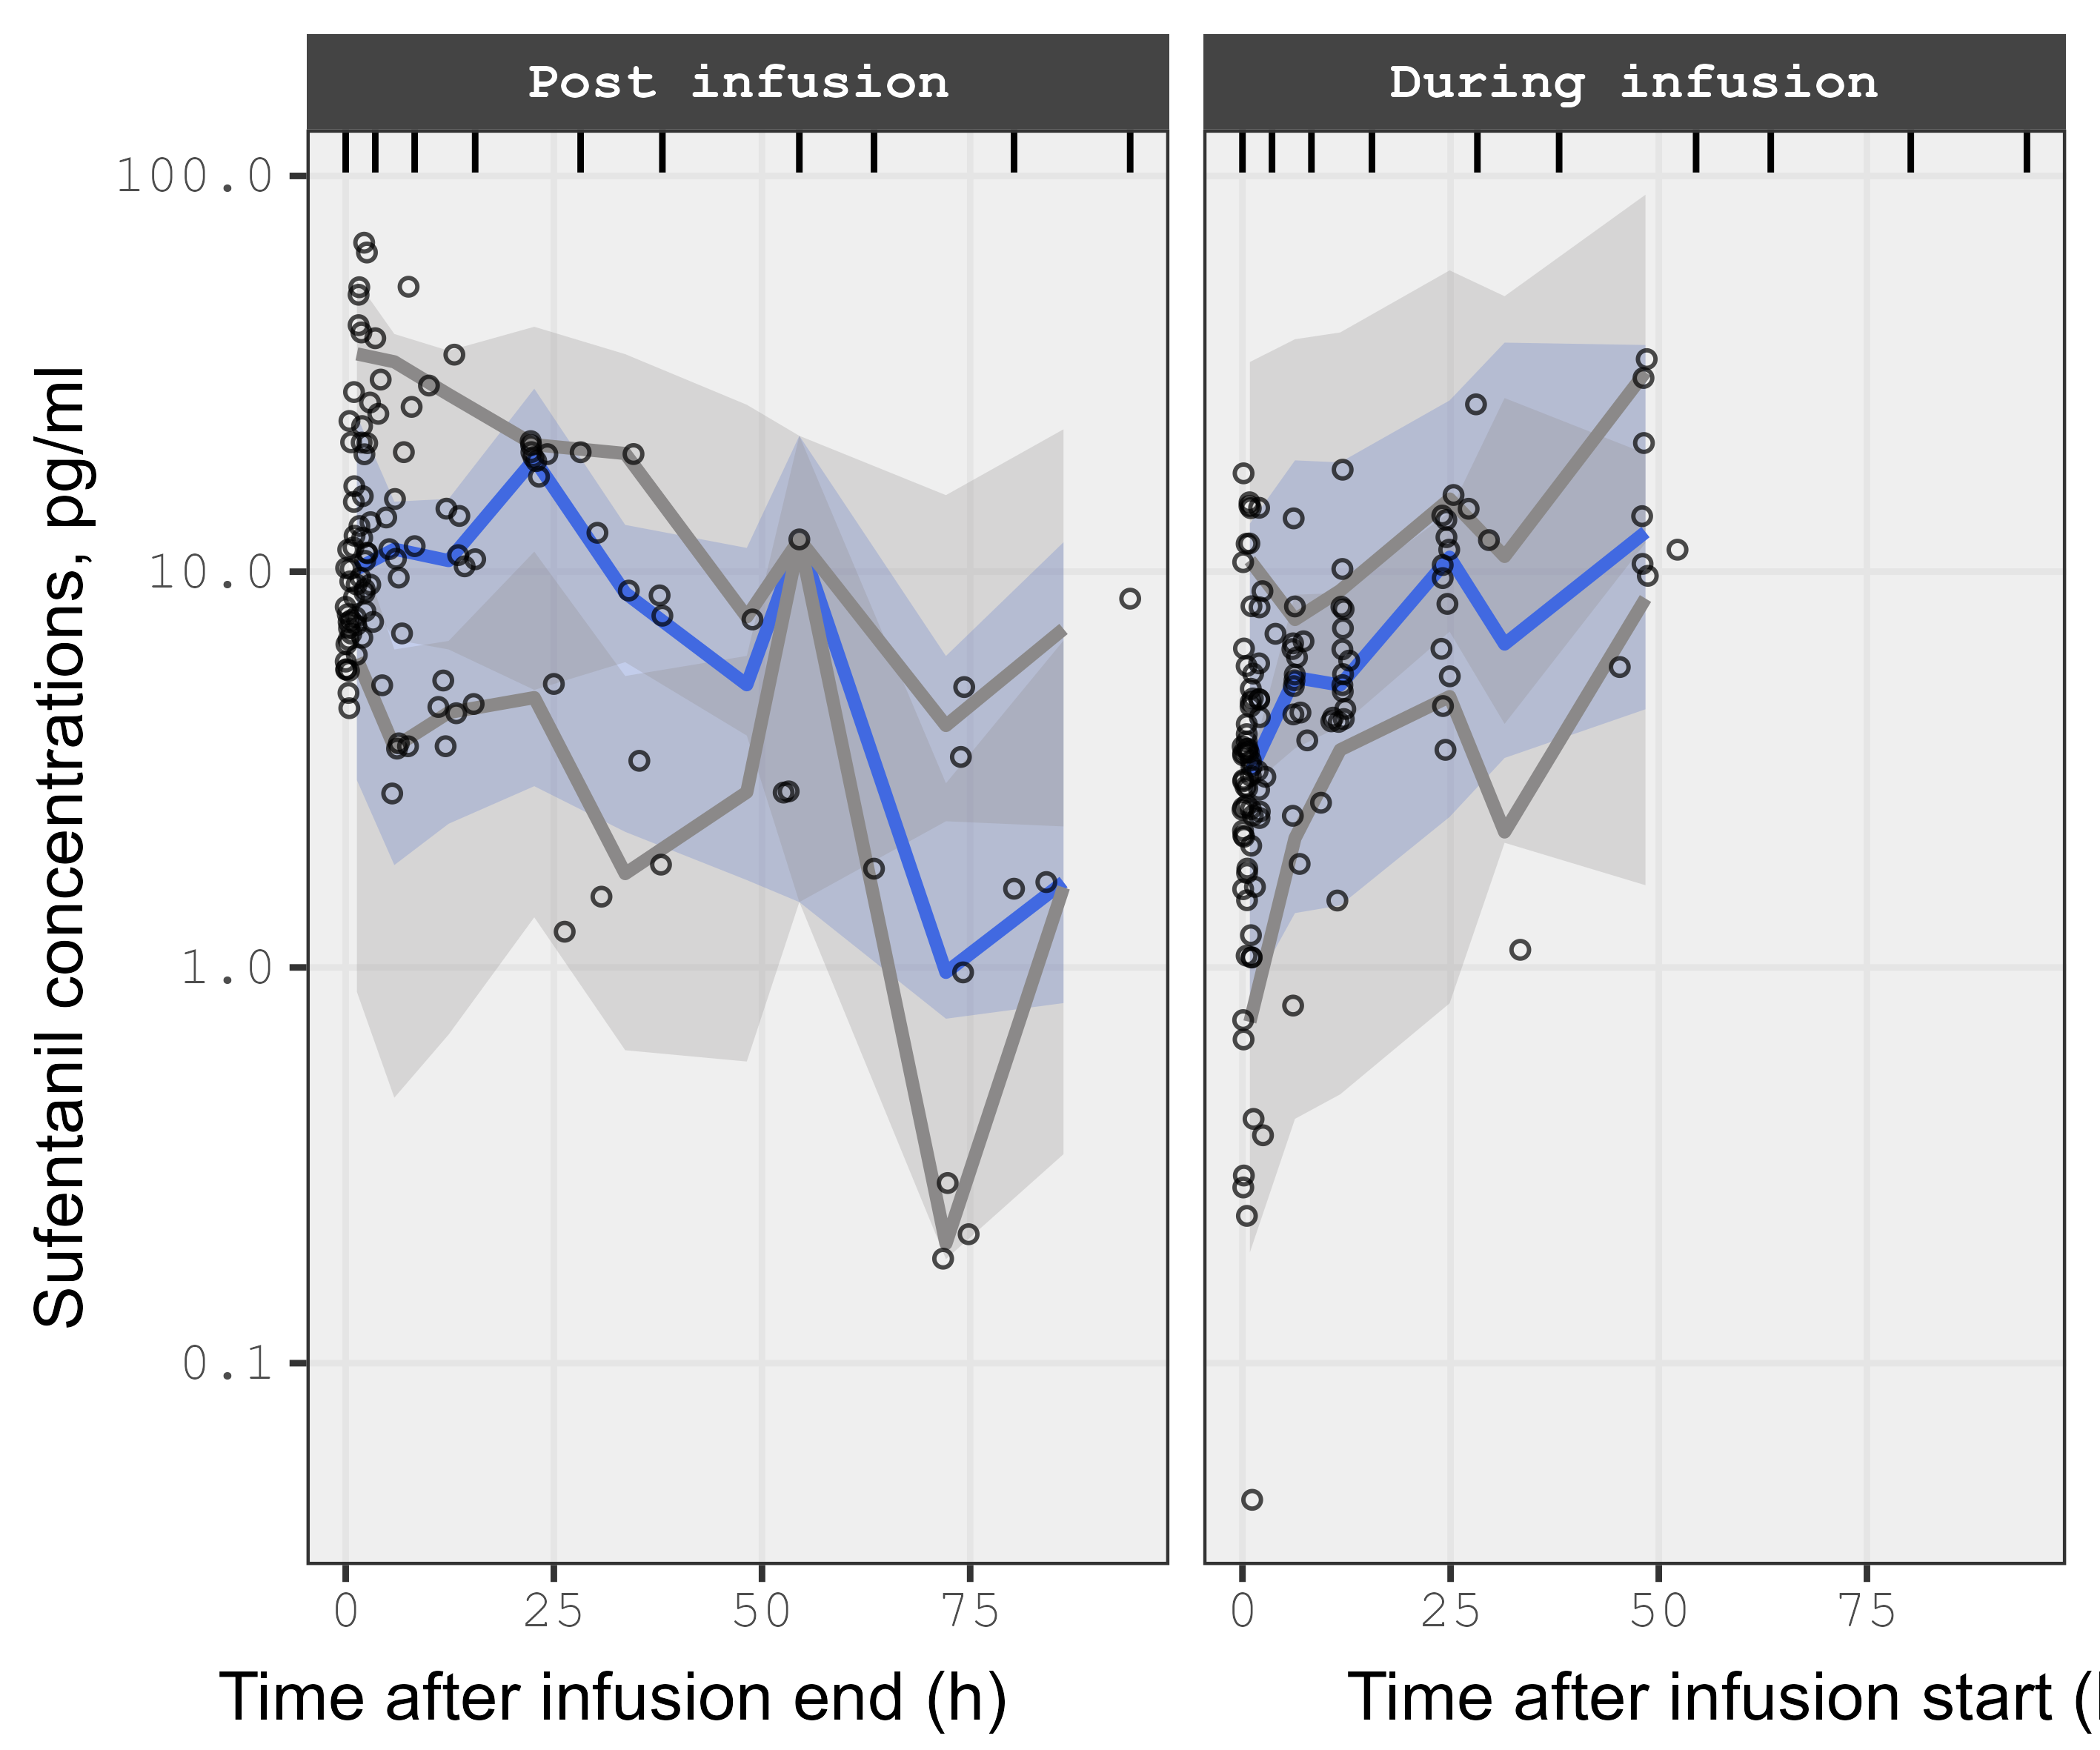 Post infusion
During infusion
Sufentanil concentrations, pg/ml
100.0
10.0
1.0
0.1
0 25 50 75
0 25 50 75
Time after infusion end (h)
Time after infusion start (